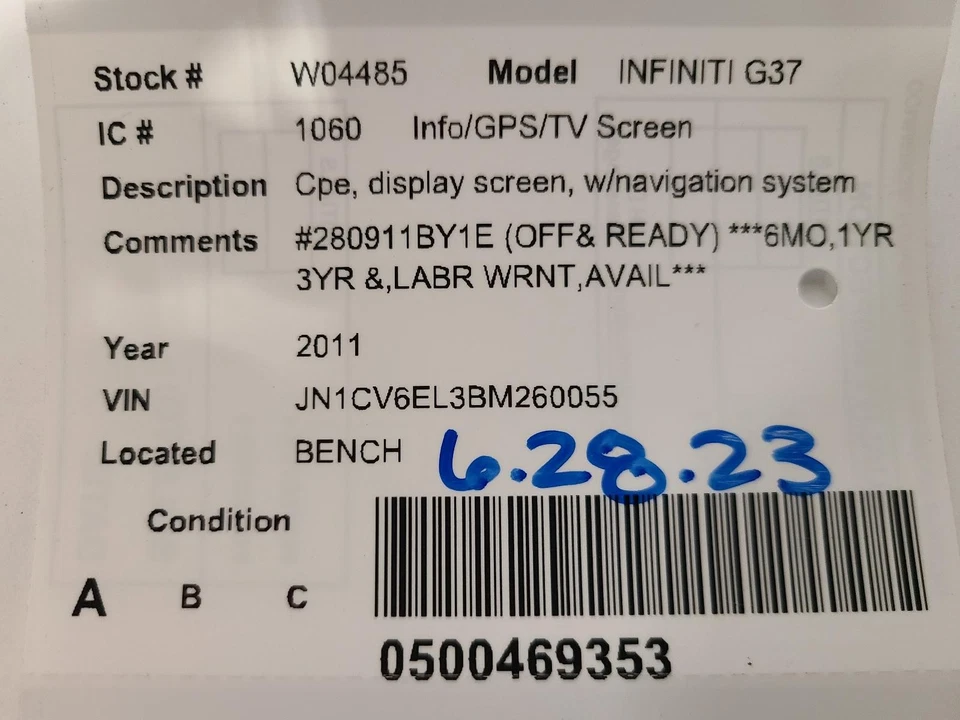 Stock # W04485 Model INFINITI G37
IC # 1060 Info/GPS/TV Screen
Description Cpe, display screen, w/navigation system
Comments #280911BY1E (OFF& READY) ***6MO,1YR
3YR &,LABR WRNT,AVAIL***
Year 2011
VIN JN1CV6EL3BM260055
Located BENCH 6.28.23
Condition
A B C
0500469353